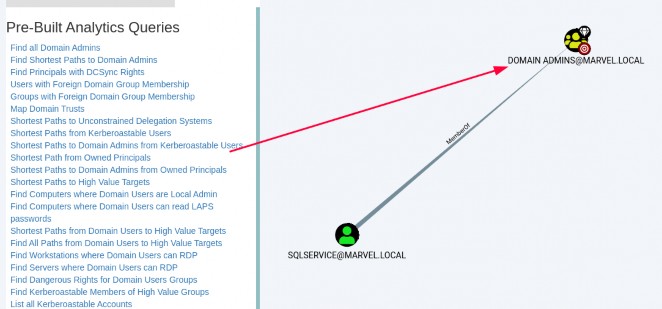 Pre-Built Analytics Queries
Find all Domain Admins
Find Shortest Paths to Domain Admins
Find Principals with DCSync Rights
Users with Foreign Domain Group Membership
Groups with Foreign Domain Group Membership
Map Domain Trusts
Shortest Paths to Unconstrained Delegation Systems
Shortest Paths from Kerberoastable Users
Shortest Paths to Domain Admins from Kerberoastable Users
Shortest Path from Owned Principals
Shortest Paths to Domain Admins from Owned Principals
Shortest Paths to High Value Targets
Find Computers where Domain Users are Local Admin
Find Computers where Domain Users can read LAPS
passwords
Shortest Paths from Domain Users to High Value Targets
Find All Paths from Domain Users to High Value Targets
Find Workstations where Domain Users can RDP
Find Servers where Domain Users can RDP
Find Dangerous Rights for Domain Users Groups
Find Kerberoastable Members of High Value Groups
List all Kerberoastable Accounts
DOMAIN ADMINS@MARVEL.LOCAL
MemberOf
SQLSERVICE@MARVEL.LOCAL